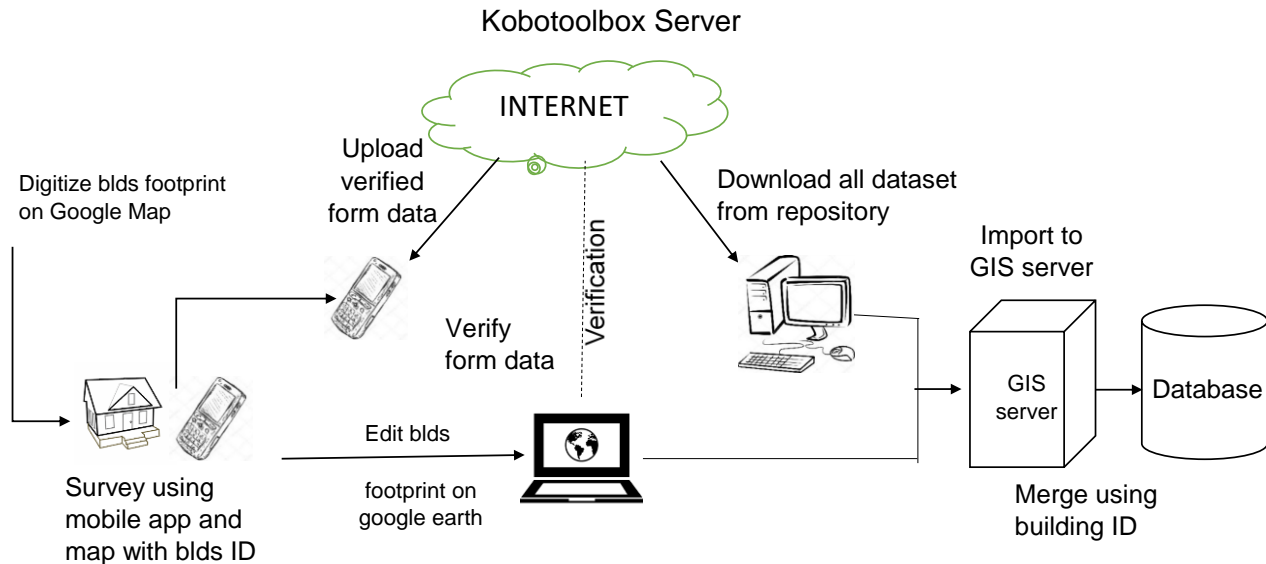 Kobotoolbox Server
INTERNET
Upload
verified
form data
Digitize blds footprint
on Google Map
Download all dataset
from repository
Import to
GIS server
Verification
Verify
form data
GIS
server
Database
Edit blds
footprint on
google earth
Survey using
mobile app and
map with blds ID
Merge using
building ID